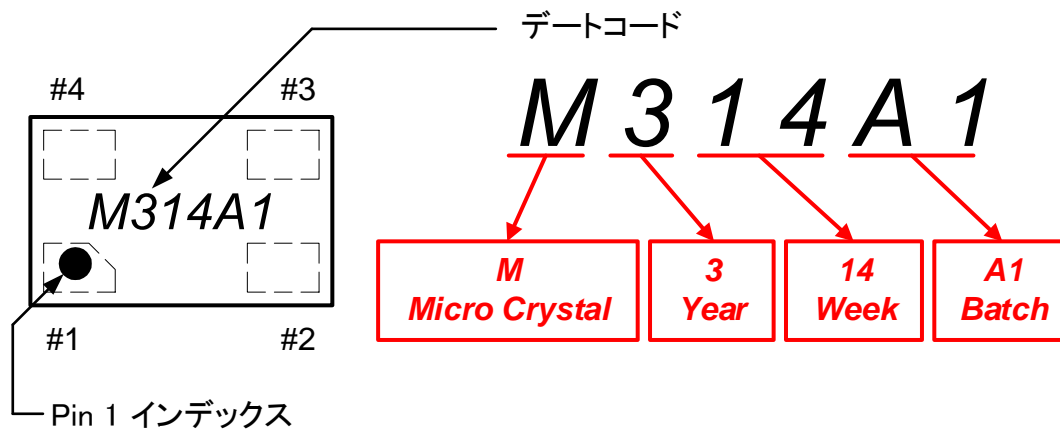 デートコード
#4 #3
M314A1
#1 #2
Pin 1 インデックス
M 3 1 4 A 1
M
Micro Crystal
3
Year
14
Week
A1
Batch